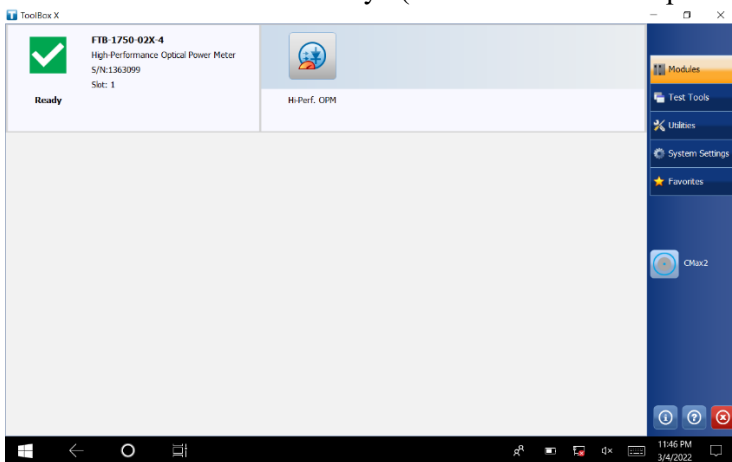 ToolBox X
FTB-1750-02X-4
High-Performance Optical Power Meter
S/N:1363099
Slot: 1
Ready
Hi-Perf. OPM
Modules
Test Tools
Utilities
System Settings
Favorites
CMax2
11:46 PM
3/4/2022